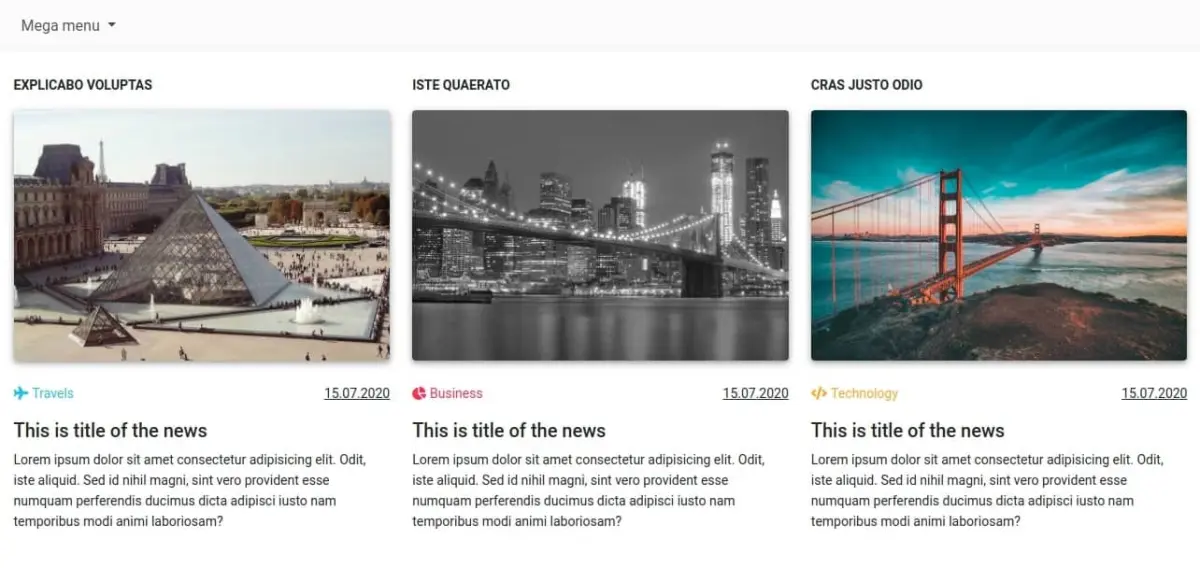 Mega menu
EXPLICABO VOLUPTAS
ISTE QUAERATO
CRAS JUSTO ODIO
Travels 15.07.2020
Business 15.07.2020
Technology 15.07.2020
This is title of the news
Lorem ipsum dolor sit amet consectetur adipisicing elit. Odit,
iste aliquid. Sed id nihil magni, sint vero provident esse
numquam perferendis ducimus dicta adipisci iusto nam
temporibus modi animi laboriosam?
This is title of the news
Lorem ipsum dolor sit amet consectetur adipisicing elit. Odit,
iste aliquid. Sed id nihil magni, sint vero provident esse
numquam perferendis ducimus dicta adipisci iusto nam
temporibus modi animi laboriosam?
This is title of the news
Lorem ipsum dolor sit amet consectetur adipisicing elit. Odit,
iste aliquid. Sed id nihil magni, sint vero provident esse
numquam perferendis ducimus dicta adipisci iusto nam
temporibus modi animi laboriosam?